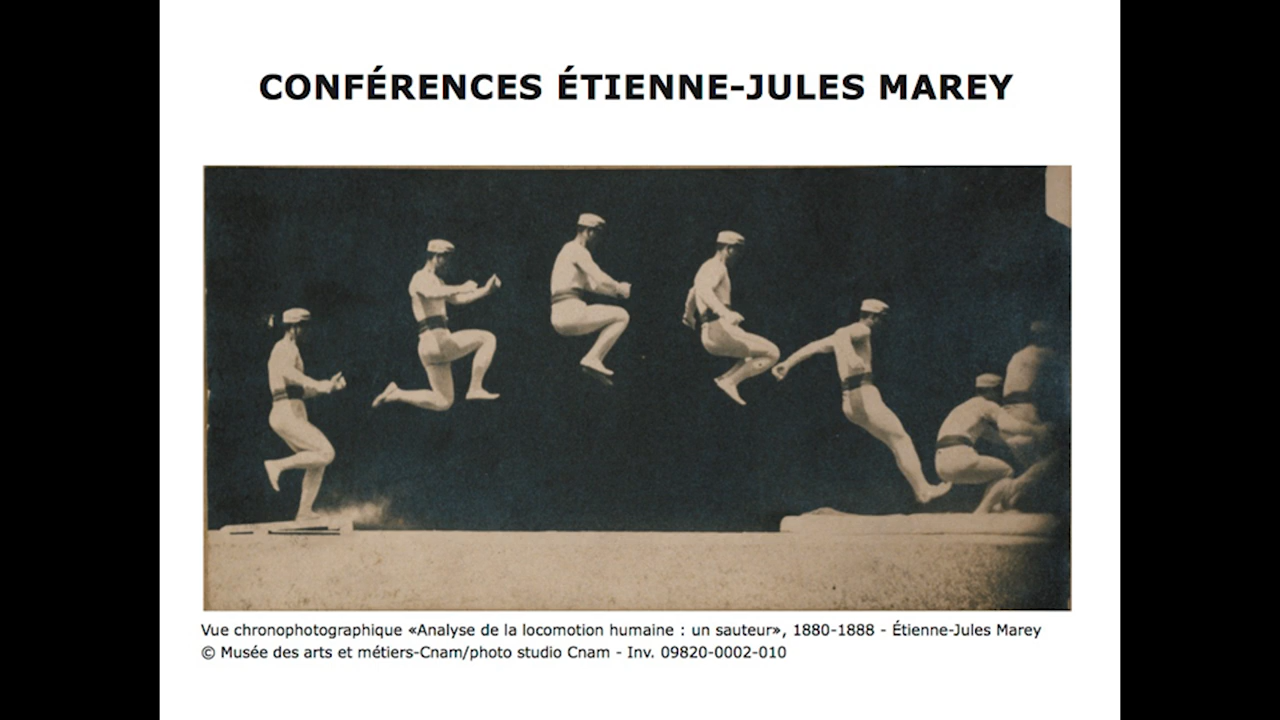 CONFÉRENCES ÉTIENNE-JULES MAREY
Vue chronophotographique «Analyse de la locomotion humaine : un sauteur», 1880-1888 - Étienne-Jules Marey
© Musée des arts et métiers-Cnam/photo studio Cnam - Inv. 09820-0002-010